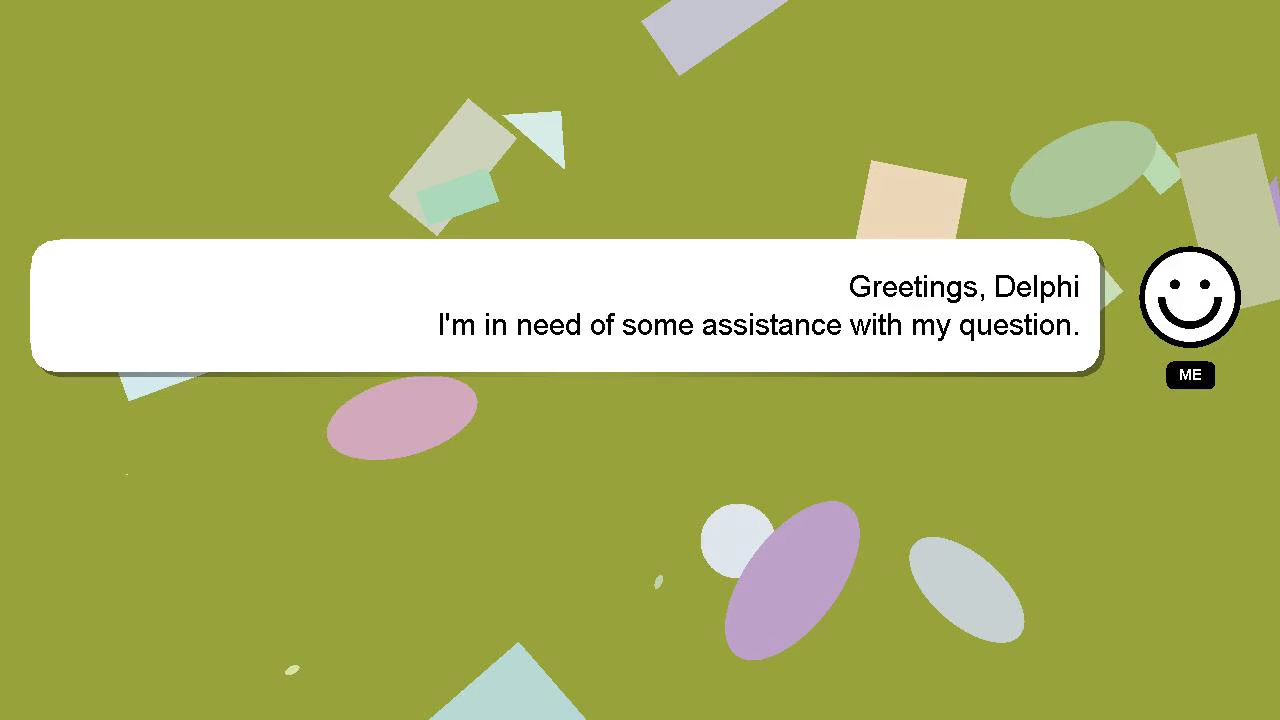 Greetings, Delphi
I'm in need of some assistance with my question.
ME